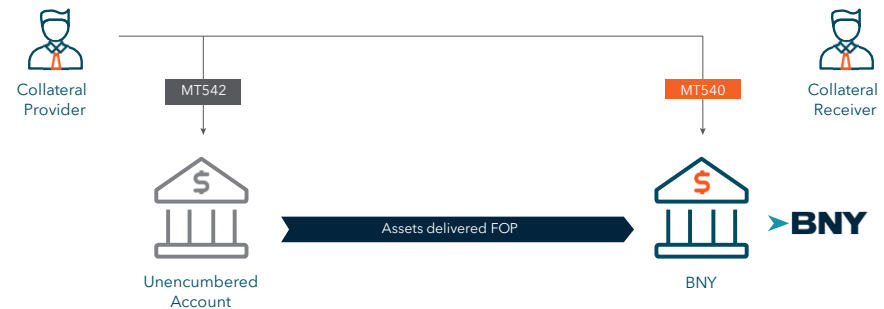 Collateral
Provider
MT542
MT540
Collateral
Receiver
$
$
Assets delivered FOP
BNY
Unencumbered
Account
BNY